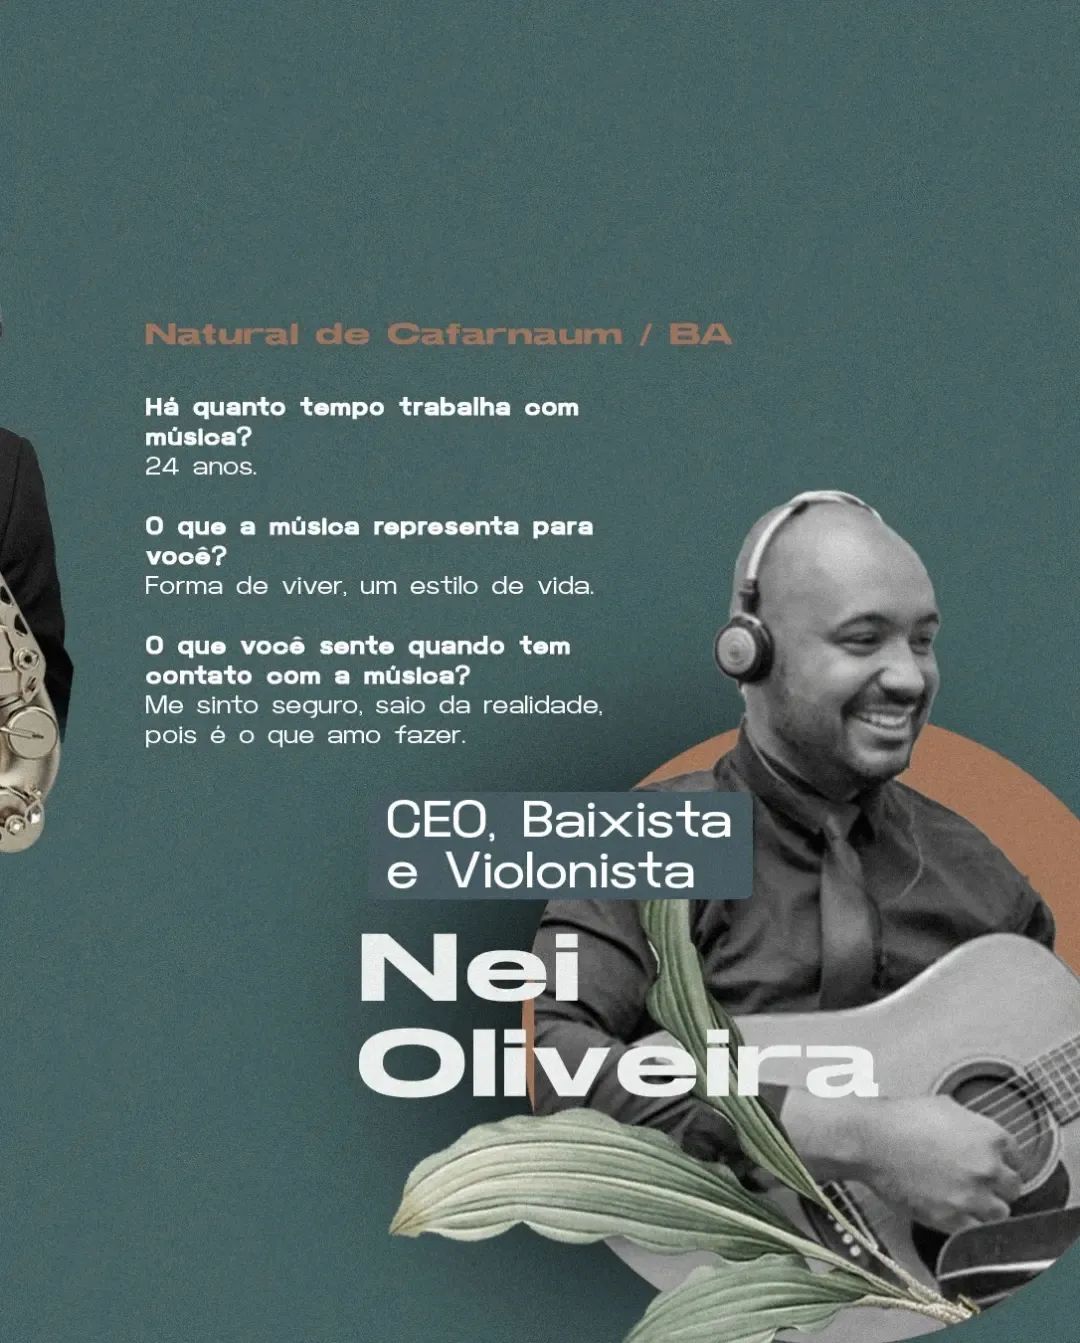 Natural de Cafarnaum / BA
Há quanto tempo trabalha com
música?
24 anos.
O que a música representa para
você?
Forma de viver, um estilo de vida.
O que você sente quando tem
contato com a música?
Me sinto seguro, saio da realidade,
pois é o que amo fazer.
CEO, Baixista
e Violonista
Nei
Oliveira